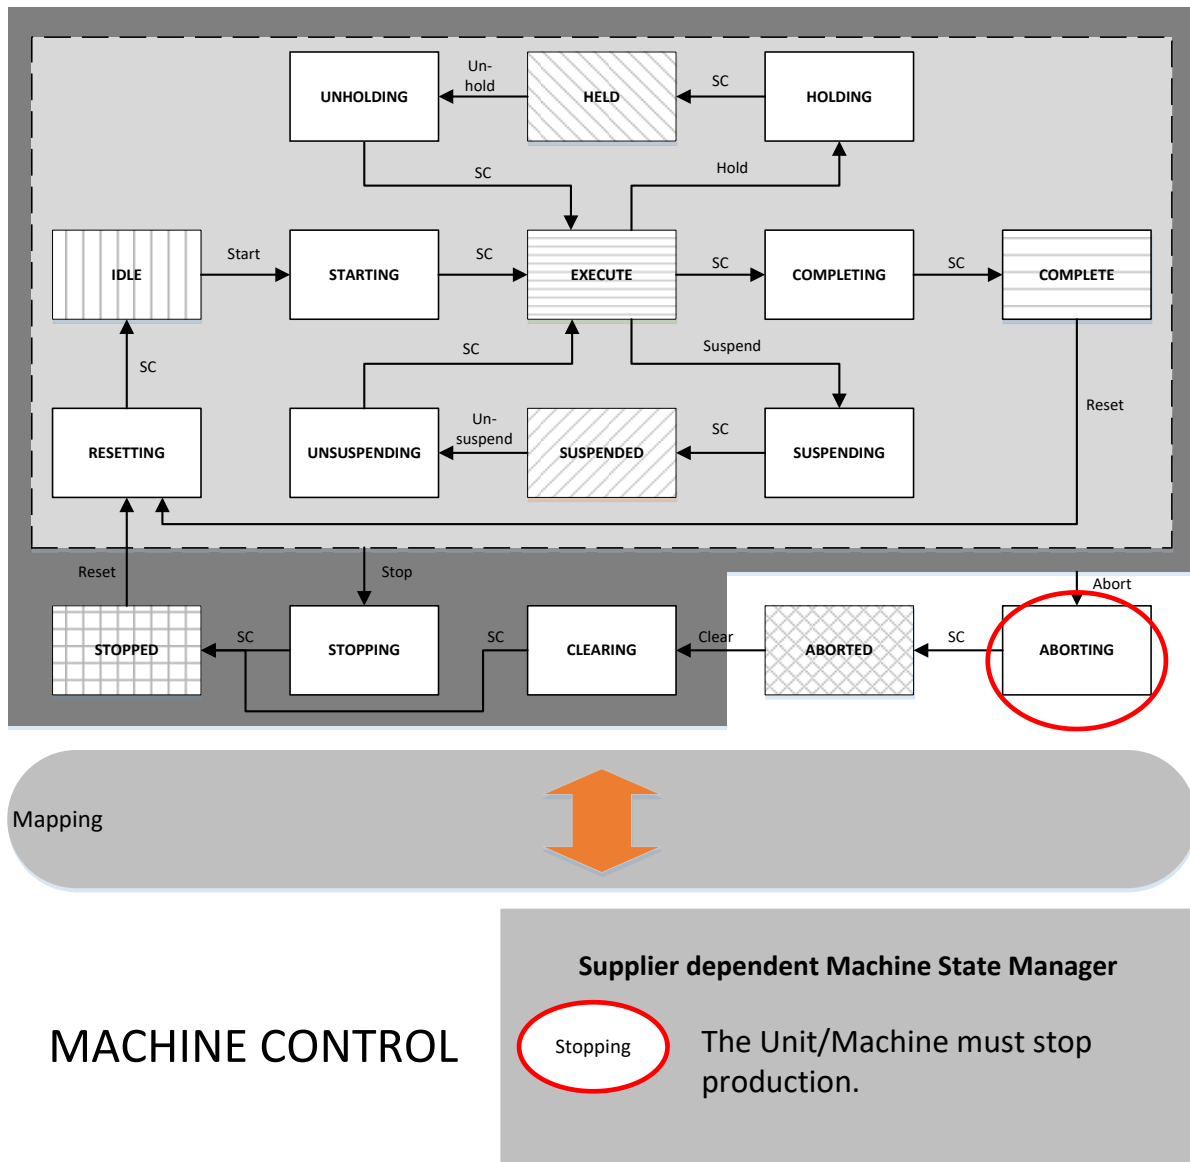 Un-
hold
SC
UNHOLDING
HELD
HOLDING
SC
Hold
Start
SC
SC
SC
IDLE
STARTING
EXECUTE
COMPLETING
COMPLETE
SC
SC
Suspend
Reset
Un-
suspend
SC
RESETTING
UNSUSPENDING
SUSPENDED
SUSPENDING
Reset
Stop
Abort
SC
SC
Clear
SC
STOPPED
STOPPING
CLEARING
ABORTED
ABORTING
Mapping
Supplier dependent Machine State Manager
MACHINE CONTROL
Stopping
The Unit/Machine must stop
production.